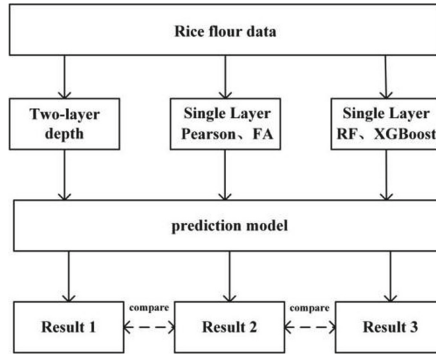 Rice flour data
Two-layer
depth
Single Layer
Pearson、FA
Single Layer
RF、XGBoost
prediction model
compare
compare
Result 1
Result 2
Result 3